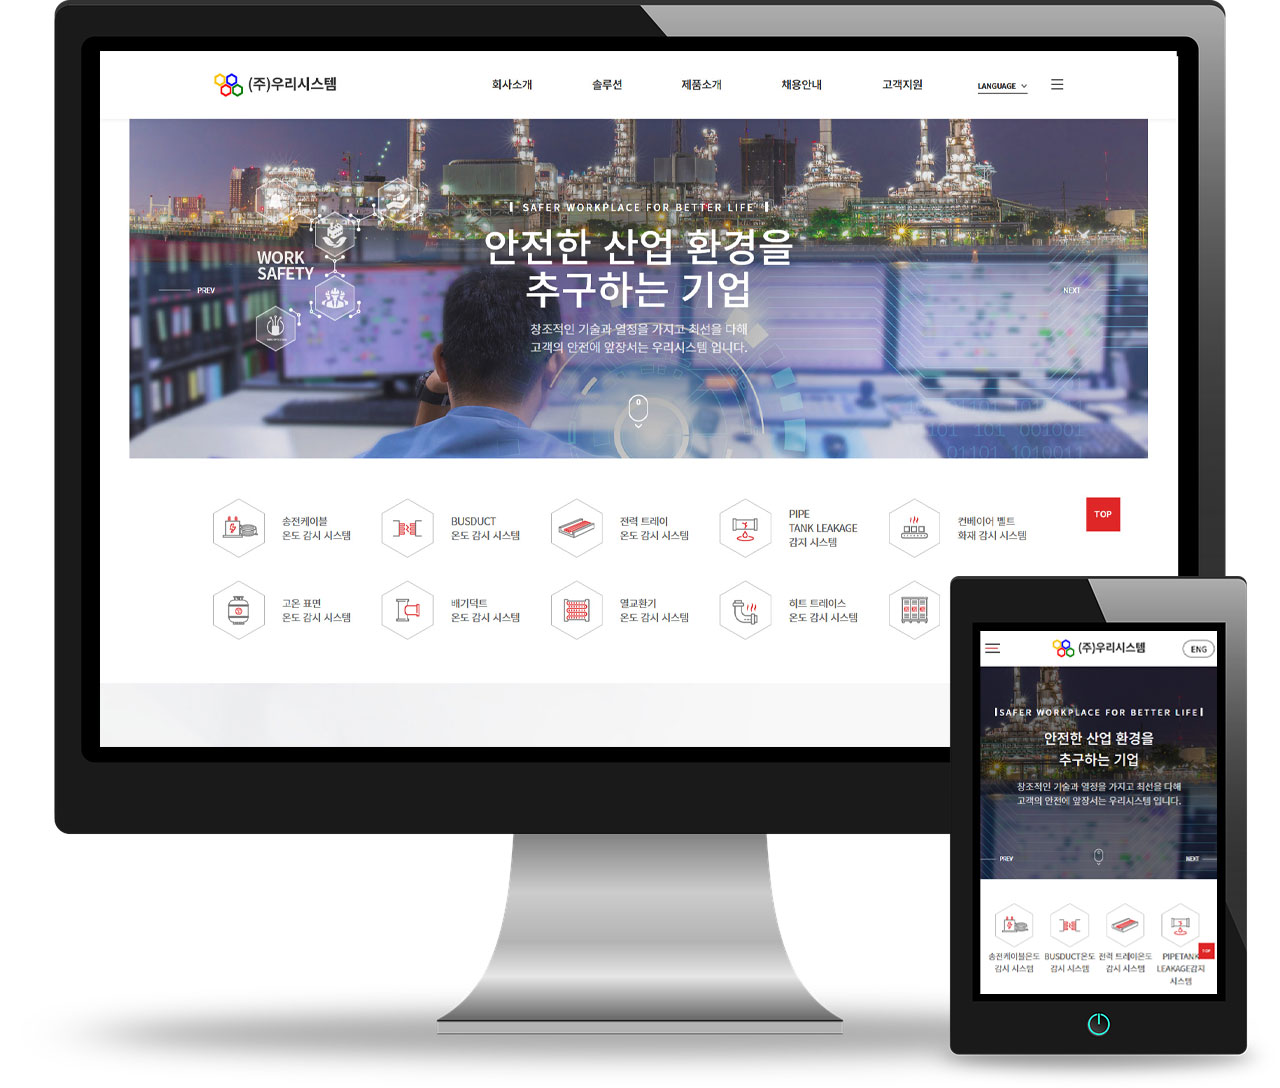 (주)우리시스템
회사소개
솔루션
제품소개
채용안내
고객지원
LANGUAGE
SAFER WORKPLACE FOR BETTER LIFE
안전한 산업 환경을
추구하는 기업
WORK
SAFETY
PREV
NEXT
창조적인 기술과 열정을 가지고 최선을 다해
고객의 안전에 앞장서는 우리시스템 입니다.
101 101 001001
01101 1010011
송전케이블
온도 감시 시스템
BUSDUCT
온도 감시 시스템
전력 트레이
온도 감시 시스템
PIPE
TANK LEAKAGE
감지 시스템
컨베이어 벨트
화재 감시 시스템
TOP
고온 표면
온도 감시 시스템
배기덕트
온도 감시 시스템
열교환기
온도 감시 시스템
히트 트레이스
온도 감시 시스템
(주)우리시스템
ENG
SAFER WORKPLACE FOR BETTER LIFE
안전한 산업 환경을
추구하는 기업
창조적인 기술과 열정을 가지고 최선을 다해
고객의 안전에 앞장서는 우리시스템 입니다.
PREV
NEXT
송전케이블온도
감시 시스템
BUSDUCT온도
감시 시스템
전력 트레이온도
감시 시스템
PIPETANK
LEAKAGE감지
시스템
TOP